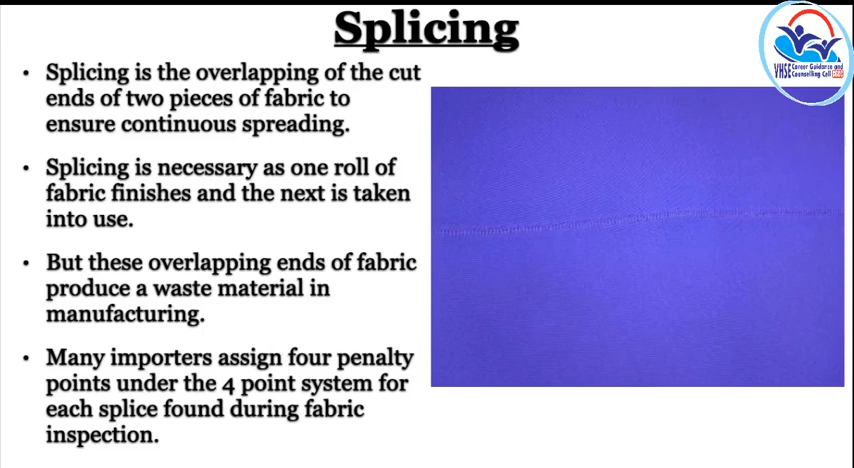 Splicing
VHSE Career Guidance and
Counselling Cell
• Splicing is the overlapping of the cut
ends of two pieces of fabric to
ensure continuous spreading.
• Splicing is necessary as one roll of
fabric finishes and the next is taken
into use.
• But these overlapping ends of fabric
produce a waste material in
manufacturing.
• Many importers assign four penalty
points under the 4 point system for
each splice found during fabric
inspection.